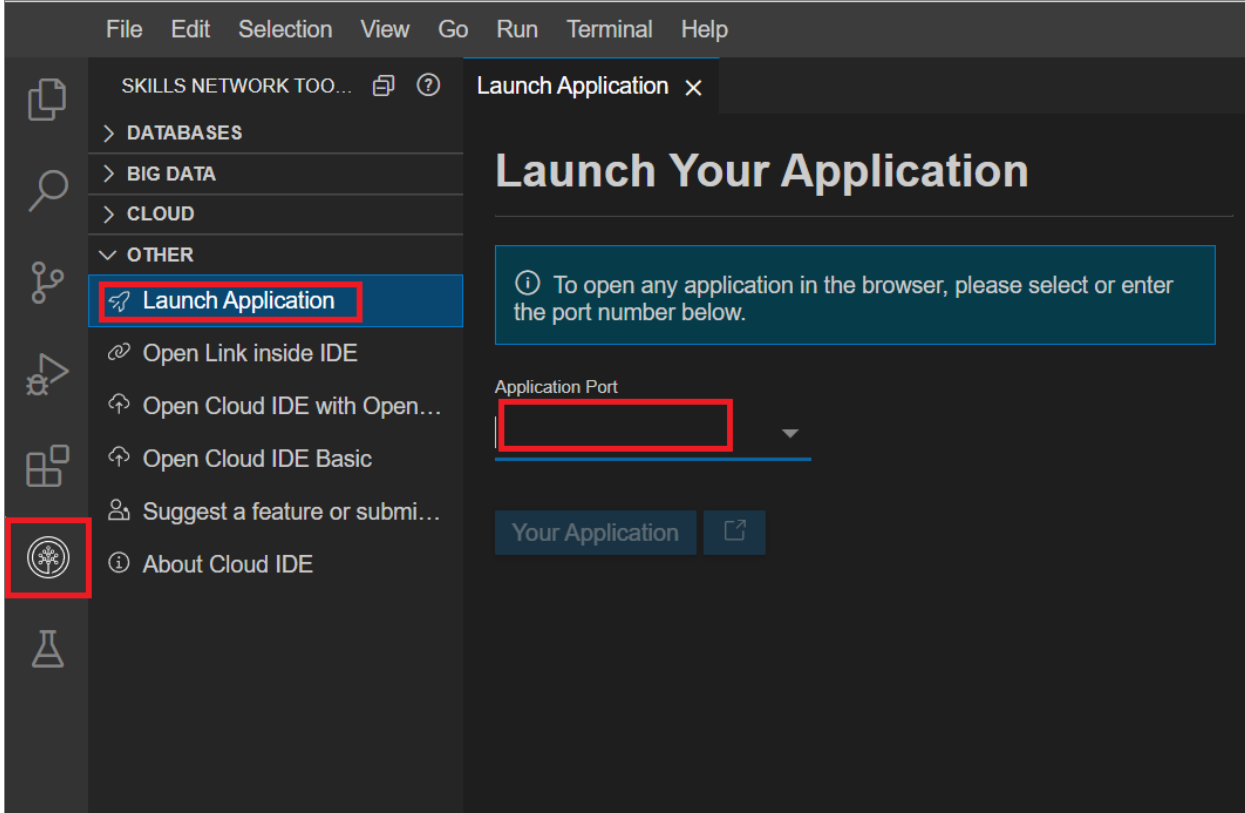 File Edit Selection View Go Run Terminal Help
SKILLS NETWORK TOO...
DATABASES
BIG DATA
CLOUD
OTHER
Launch Application
Open Link inside IDE
Open Cloud IDE with Open...
Open Cloud IDE Basic
Suggest a feature or submi...
About Cloud IDE
Launch Application
Launch Your Application
To open any application in the browser, please select or enter
the port number below.
Application Port
Your Application